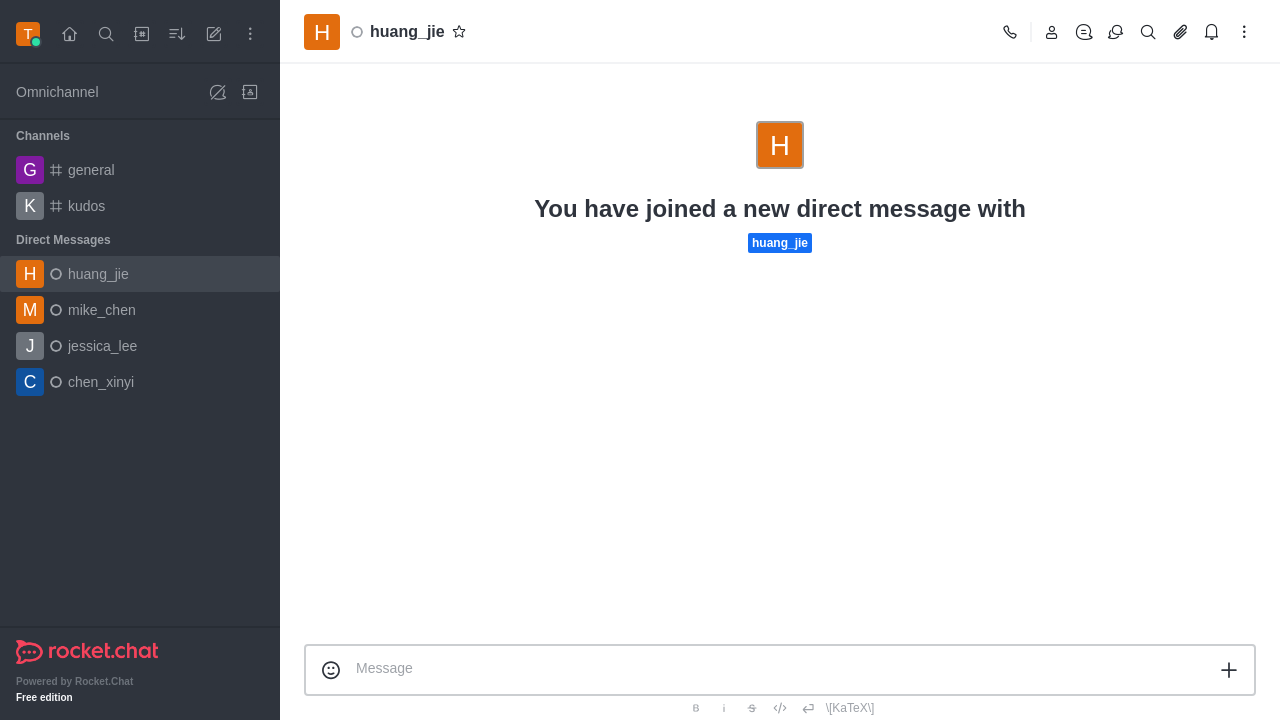 T
Omnichannel
Channels
G general
K kudos
Direct Messages
H huang_jie
M mike_chen
J jessica_lee
C chen_xinyi
rocket.chat
Powered by Rocket.Chat
Free edition
H huang_jie
H
You have joined a new direct message with
huang_jie
Message
B i S \[KaTeX\]